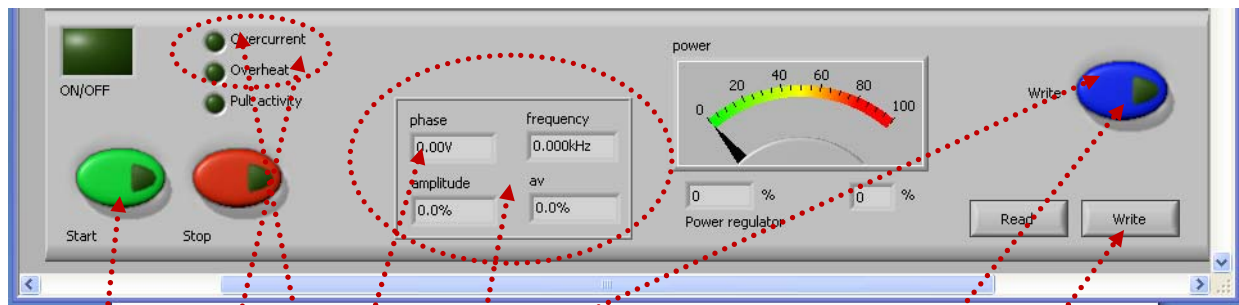 Overcurrent
Overheat
Pult activity
ON/OFF
Start
Stop
phase
0.00V
frequency
0.000kHz
amplitude
0.0%
av
0.0%
power
0
20
40
60
80
100
0 %
0 %
Power regulator
Write
Read
Write